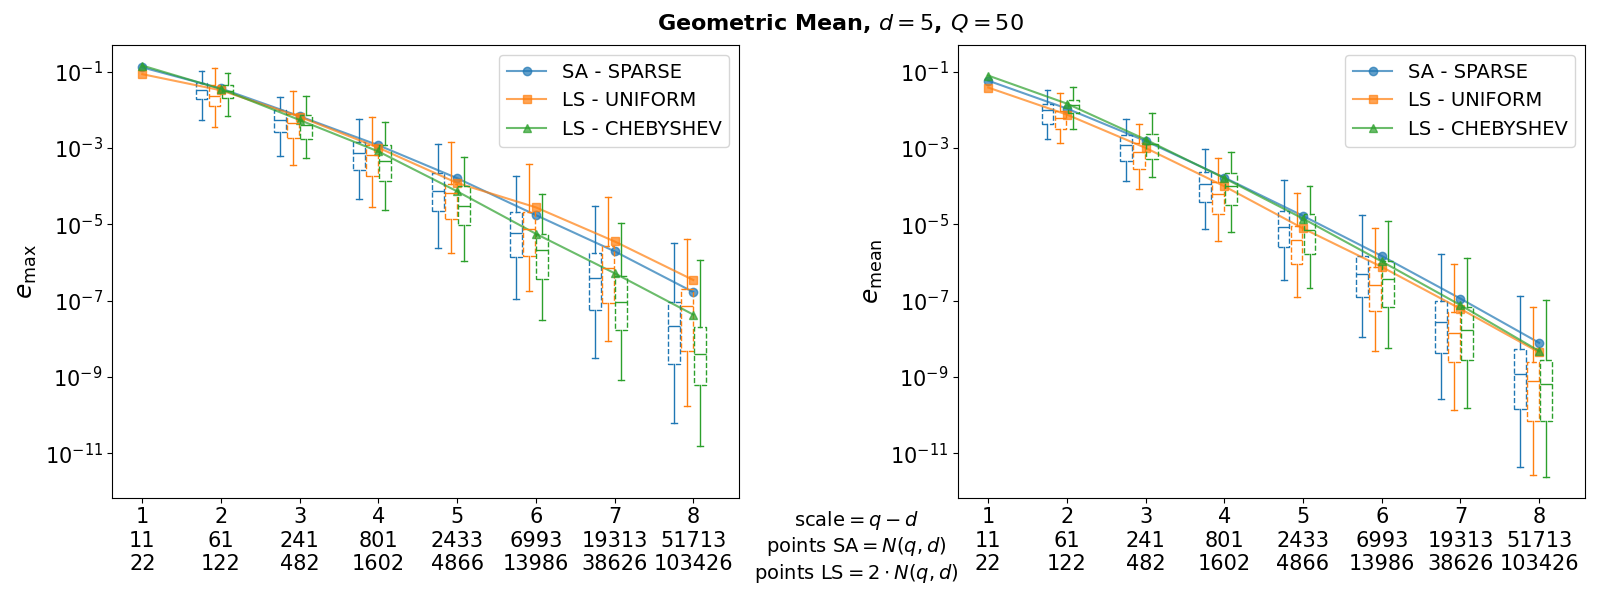 Geometric Mean, d = 5, Q = 50
SA - SPARSE
LS - UNIFORM
LS - CHEBYSHEV
10⁻¹
10⁻³
10⁻⁵
10⁻⁷
10⁻⁹
10⁻¹¹
e_max
1 2 3 4 5 6 7 8
11 61 241 801 2433 6993 19313 51713
22 122 482 1602 4866 13986 38626 103426
scale = q − d
points SA = N(q, d)
points LS = 2 · N(q, d)
SA - SPARSE
LS - UNIFORM
LS - CHEBYSHEV
10⁻¹
10⁻³
10⁻⁵
10⁻⁷
10⁻⁹
10⁻¹¹
e_mean
1 2 3 4 5 6 7 8
11 61 241 801 2433 6993 19313 51713
22 122 482 1602 4866 13986 38626 103426